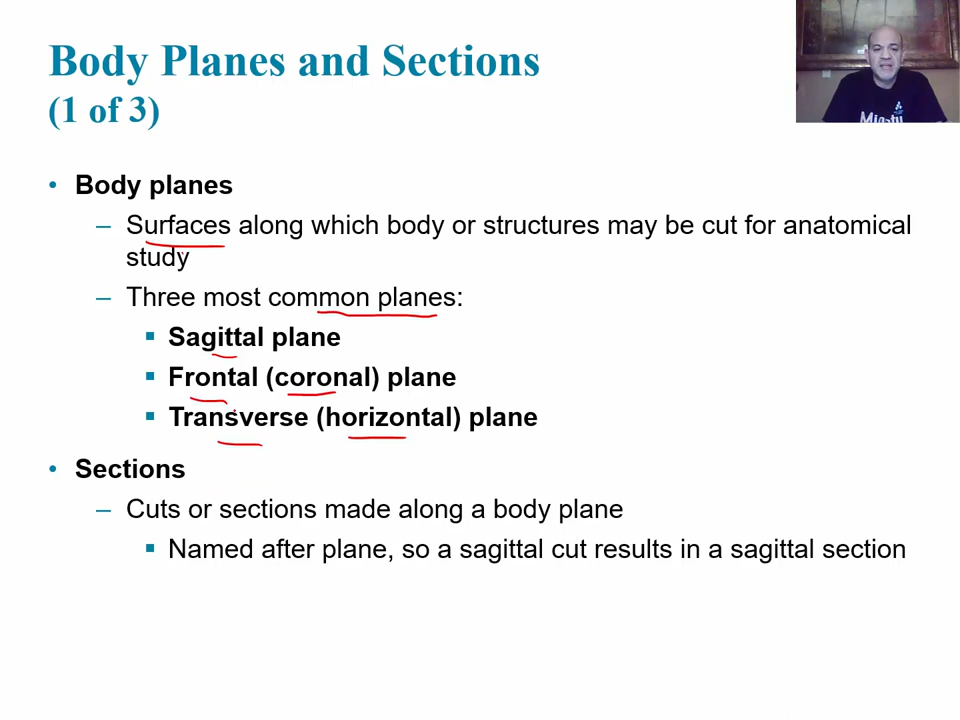 Body Planes and Sections
(1 of 3)
• Body planes
– Surfaces along which body or structures may be cut for anatomical
study
– Three most common planes:
▪ Sagittal plane
▪ Frontal (coronal) plane
▪ Transverse (horizontal) plane
• Sections
– Cuts or sections made along a body plane
▪ Named after plane, so a sagittal cut results in a sagittal section